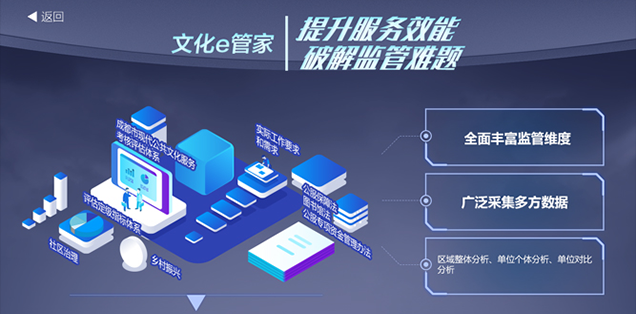 返回
文化e管家
提升服务效能
破解监管难题
成都市现代公共文化服务
考核评估体系
实际工作要求
和需求
公服保障法
图书馆法
公服专项资金管理办法
评估定级指标体系
社区治理
乡村振兴
全面丰富监管维度
广泛采集多方数据
区域整体分析、单位个体分析、单位对比
分析